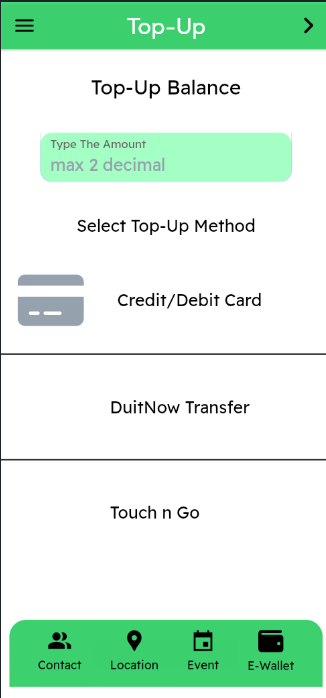 Top-Up
Top-Up Balance
Type The Amount
max 2 decimal
Select Top-Up Method
Credit/Debit Card
DuitNow Transfer
Touch n Go
Contact Location Event E-Wallet